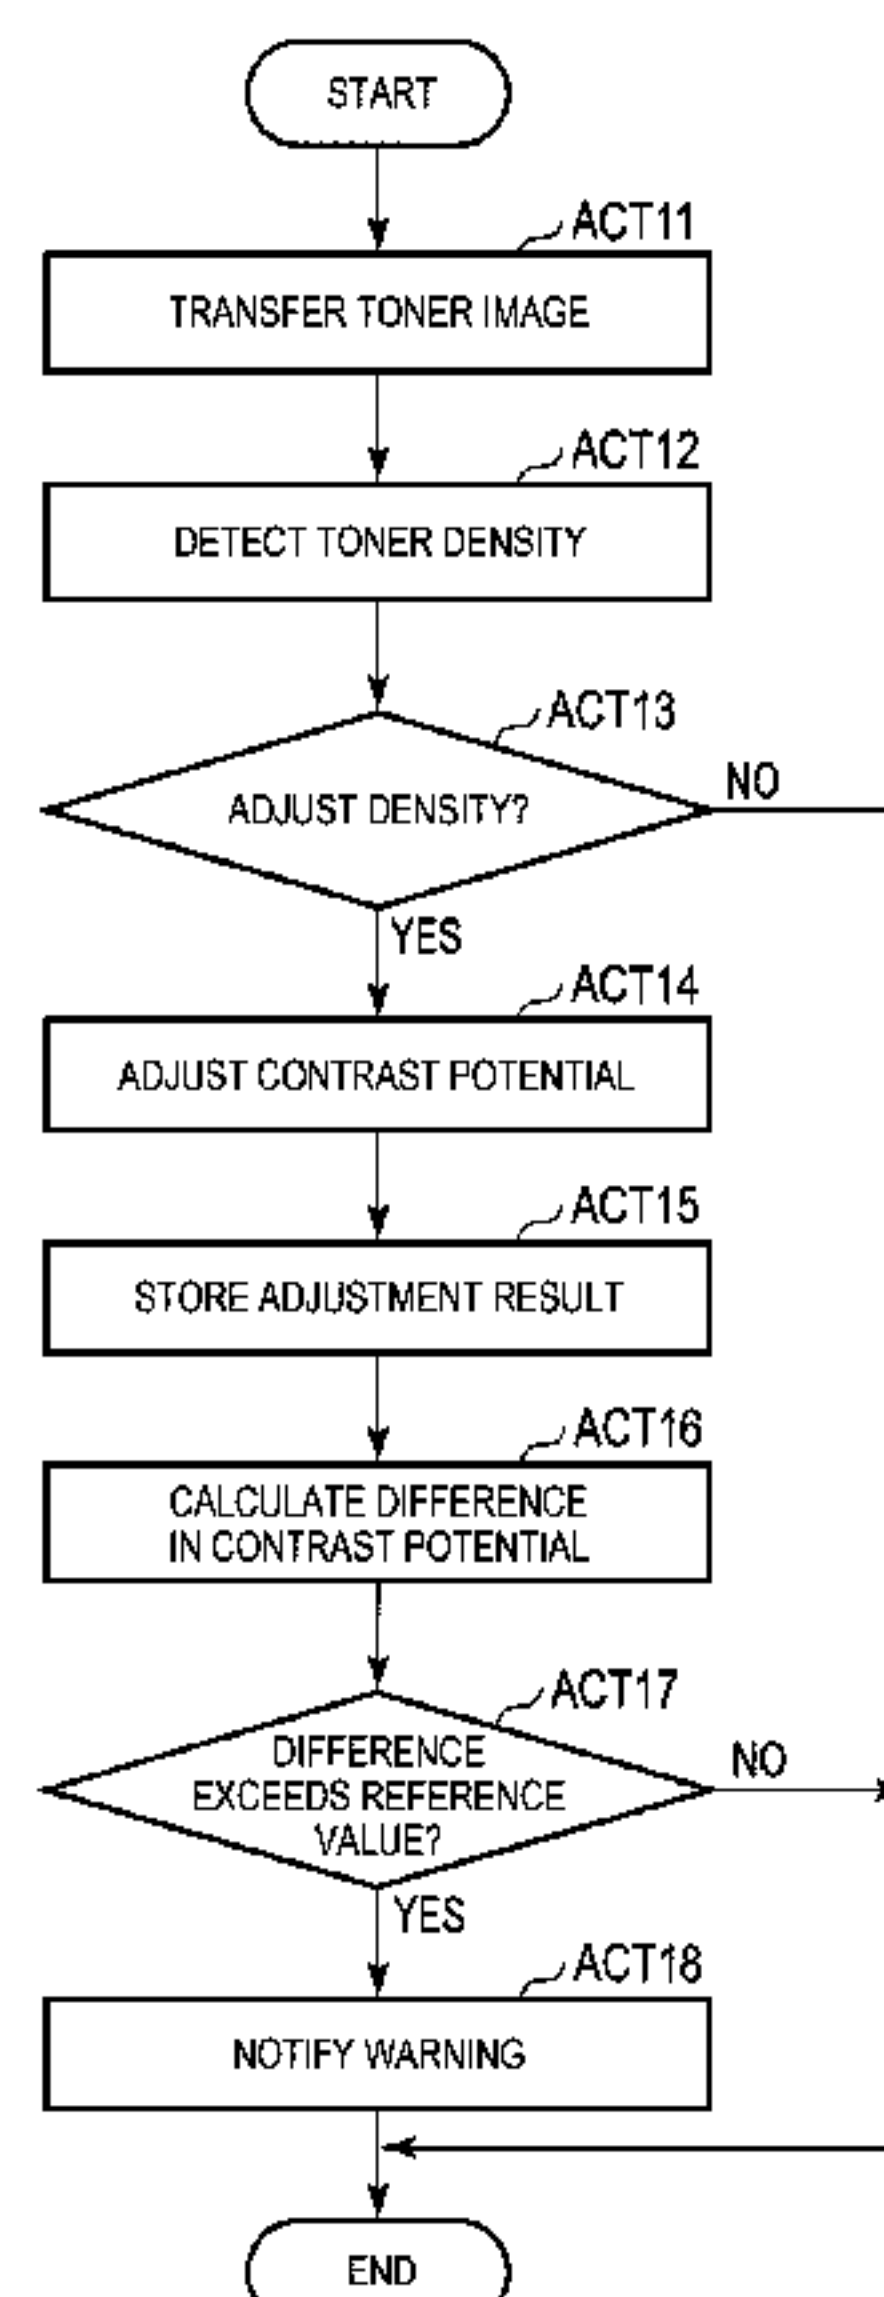 START
ACT11
TRANSFER TONER IMAGE
ACT12
DETECT TONER DENSITY
ACT13
ADJUST DENSITY?
NO
YES
ACT14
ADJUST CONTRAST POTENTIAL
ACT15
STORE ADJUSTMENT RESULT
ACT16
CALCULATE DIFFERENCE
IN CONTRAST POTENTIAL
ACT17
DIFFERENCE
EXCEEDS REFERENCE
VALUE?
NO
YES
ACT18
NOTIFY WARNING
END